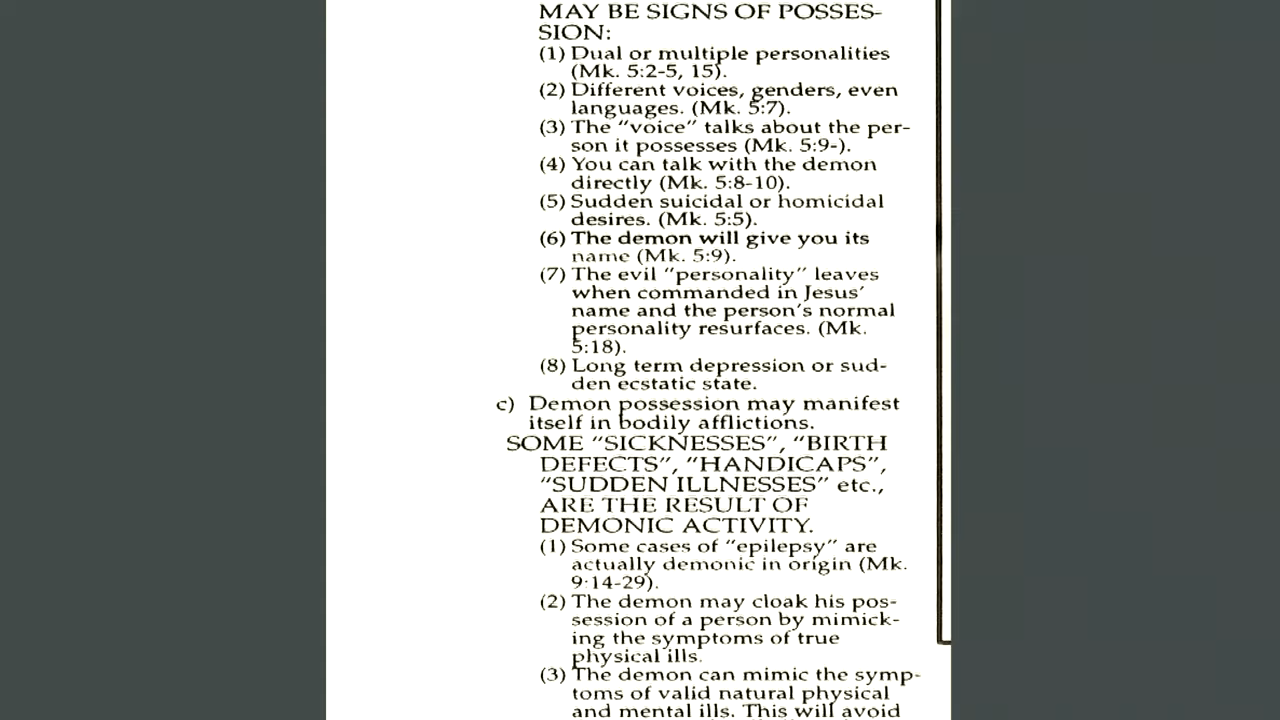 MAY BE SIGNS OF POSSES-
SION:
(1) Dual or multiple personalities
(Mk. 5:2-5, 15).
(2) Different voices, genders, even
languages. (Mk. 5:7).
(3) The “voice” talks about the per-
son it possesses (Mk. 5:9-).
(4) You can talk with the demon
directly (Mk. 5:8-10).
(5) Sudden suicidal or homicidal
desires. (Mk. 5:5).
(6) The demon will give you its
name (Mk. 5:9).
(7) The evil “personality” leaves
when commanded in Jesus’
name and the person’s normal
personality resurfaces. (Mk.
5:18).
(8) Long term depression or sud-
den ecstatic state.
c) Demon possession may manifest
itself in bodily afflictions.
SOME “SICKNESSES”, “BIRTH
DEFECTS”, “HANDICAPS”,
“SUDDEN ILLNESSES” etc.,
ARE THE RESULT OF
DEMONIC ACTIVITY.
(1) Some cases of “epilepsy” are
actually demonic in origin (Mk.
9:14-29).
(2) The demon may cloak his pos-
session of a person by mimick-
ing the symptoms of true
physical ills.
(3) The demon can mimic the symp-
toms of valid natural physical
and mental ills. This will avoid